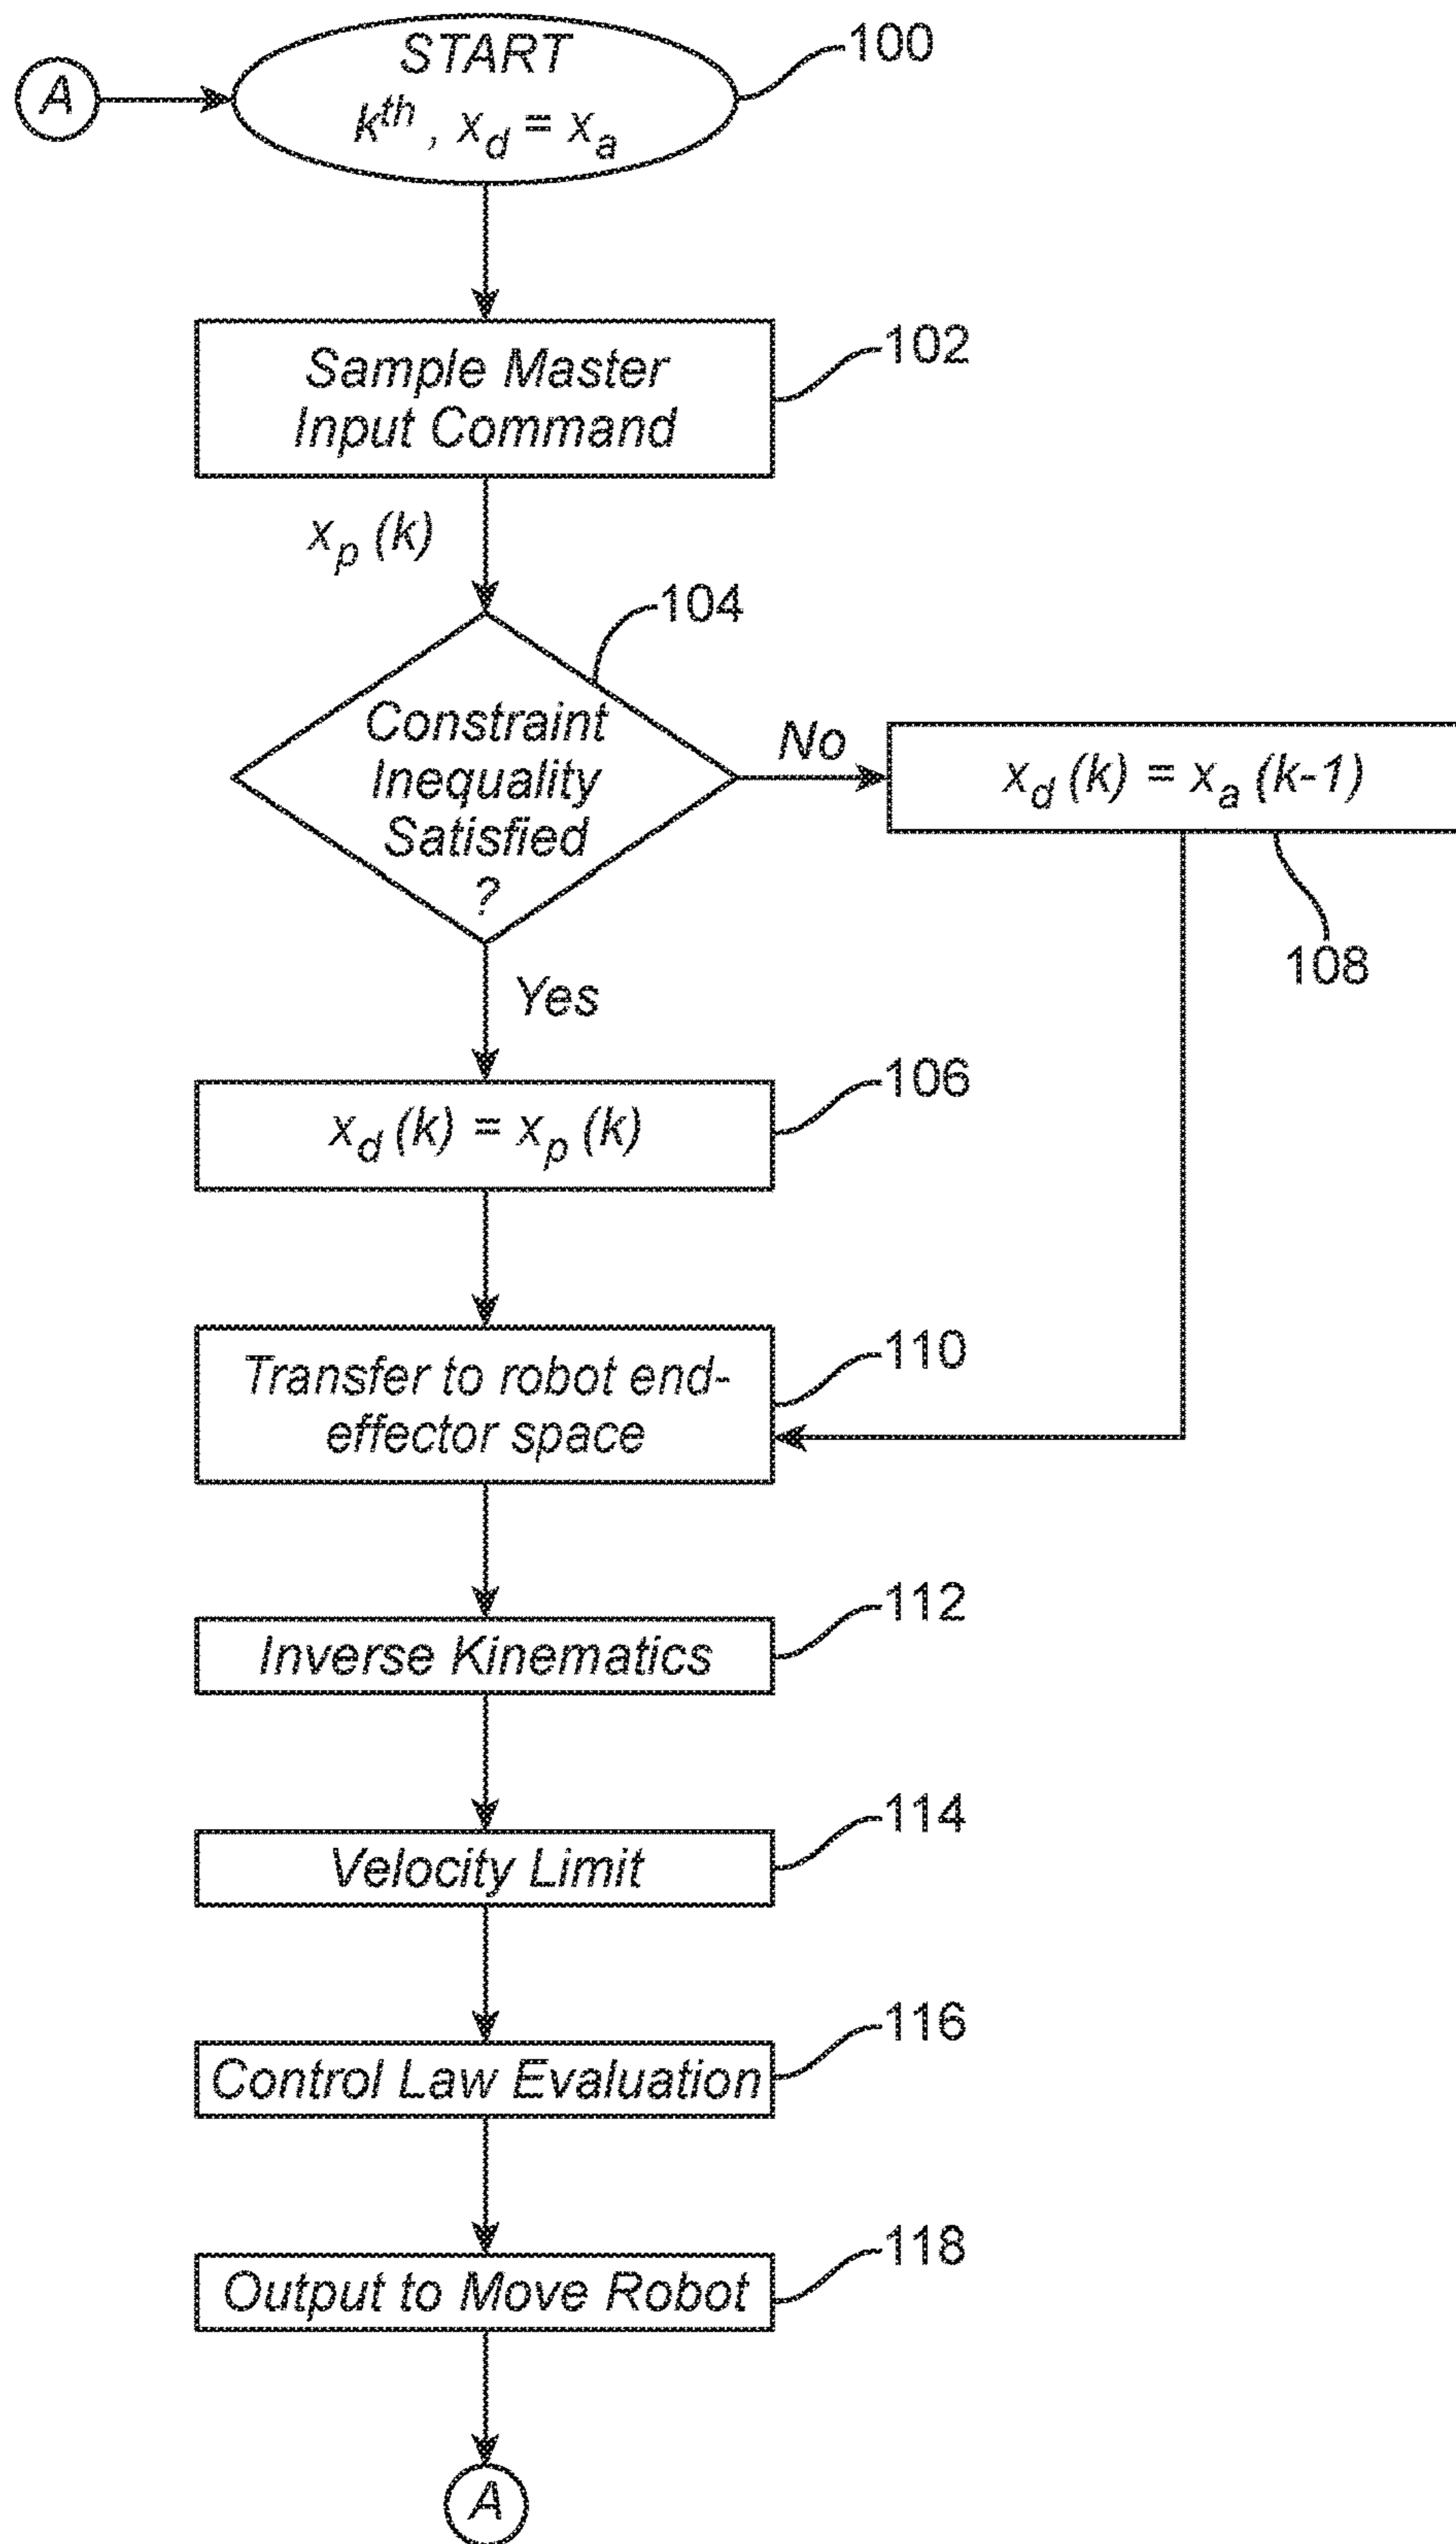 A
START
kth , xd = xa
100
Sample Master
Input Command
102
xp (k)
104
Constraint
Inequality
Satisfied
?
No
xd (k) = xa (k-1)
108
Yes
xd (k) = xp (k)
106
Transfer to robot end-
effector space
110
Inverse Kinematics
112
Velocity Limit
114
Control Law Evaluation
116
Output to Move Robot
118
A